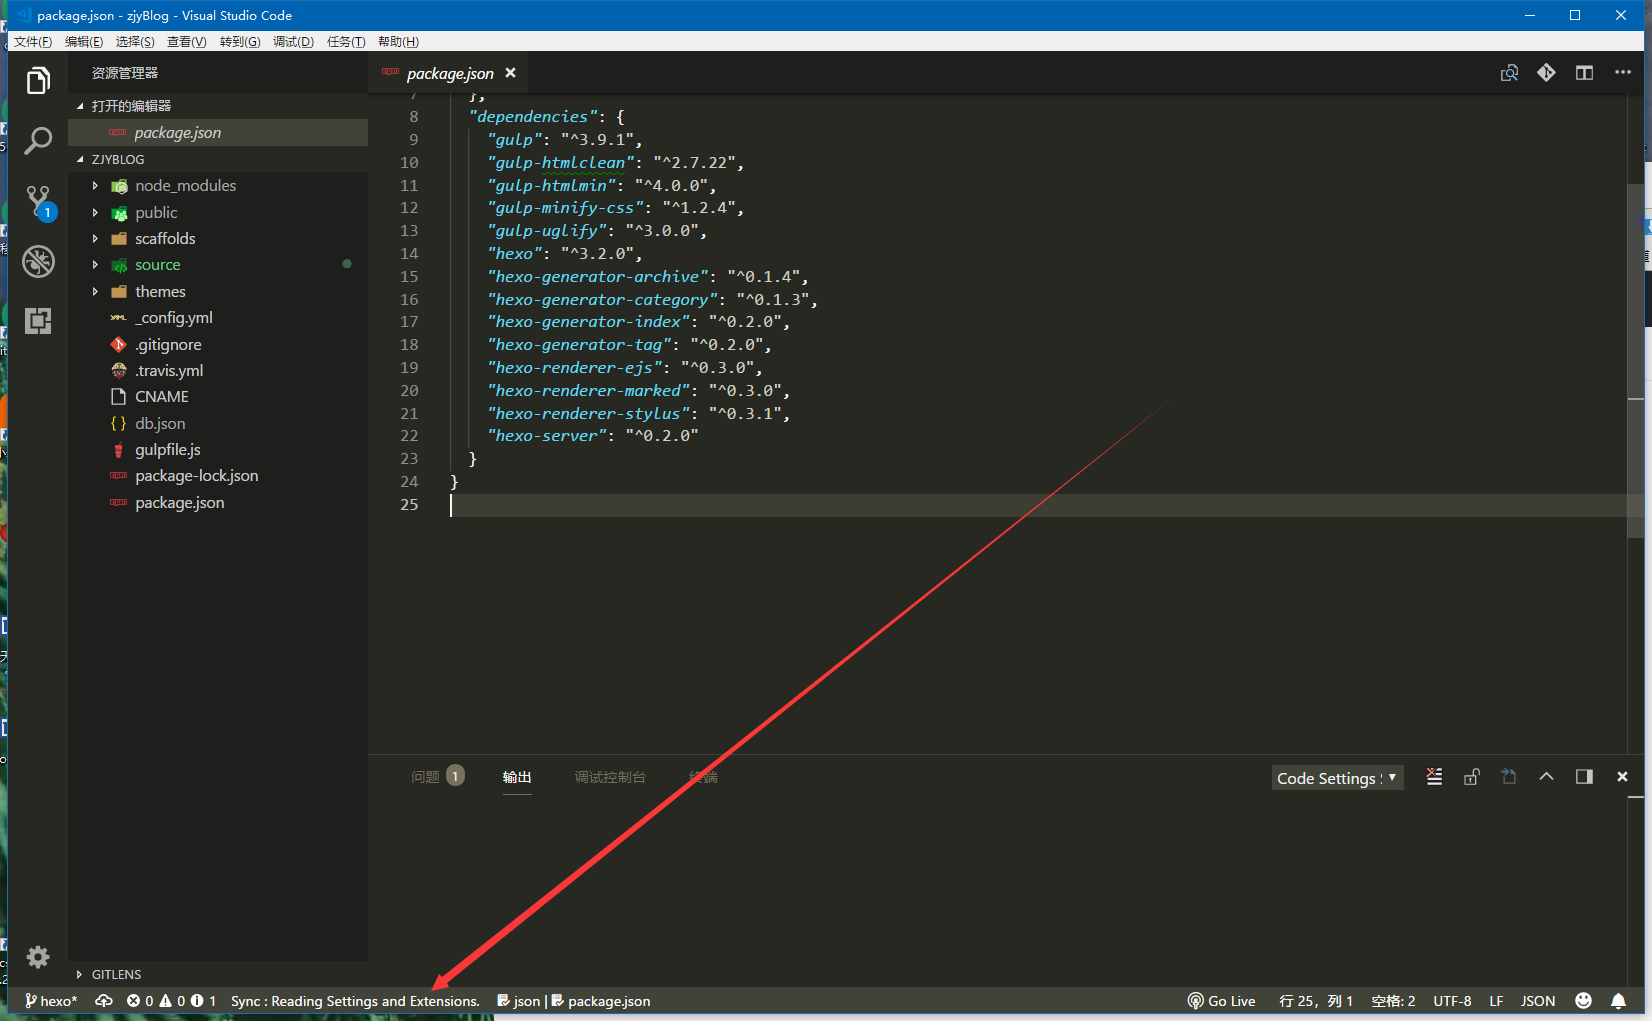 package.json - zjyBlog - Visual Studio Code
文件(F) 编辑(E) 选择(S) 查看(V) 转到(G) 调试(D) 任务(T) 帮助(H)
资源管理器
打开的编辑器
package.json
ZJYBLOG
node_modules
public
scaffolds
source
themes
_config.yml
.gitignore
.travis.yml
CNAME
db.json
gulpfile.js
package-lock.json
package.json
GITLENS
1
package.json
7 },
8 "dependencies": {
9 "gulp": "^3.9.1",
10 "gulp-htmlclean": "^2.7.22",
11 "gulp-htmlmin": "^4.0.0",
12 "gulp-minify-css": "^1.2.4",
13 "gulp-uglify": "^3.0.0",
14 "hexo": "^3.2.0",
15 "hexo-generator-archive": "^0.1.4",
16 "hexo-generator-category": "^0.1.3",
17 "hexo-generator-index": "^0.2.0",
18 "hexo-generator-tag": "^0.2.0",
19 "hexo-renderer-ejs": "^0.3.0",
20 "hexo-renderer-marked": "^0.3.0",
21 "hexo-renderer-stylus": "^0.3.1",
22 "hexo-server": "^0.2.0"
23 }
24 }
25
问题 1 输出 调试控制台 终端
Code Settings
hexo* 0 0 1 Sync : Reading Settings and Extensions. json | package.json Go Live 行 25，列 1 空格: 2 UTF-8 LF JSON